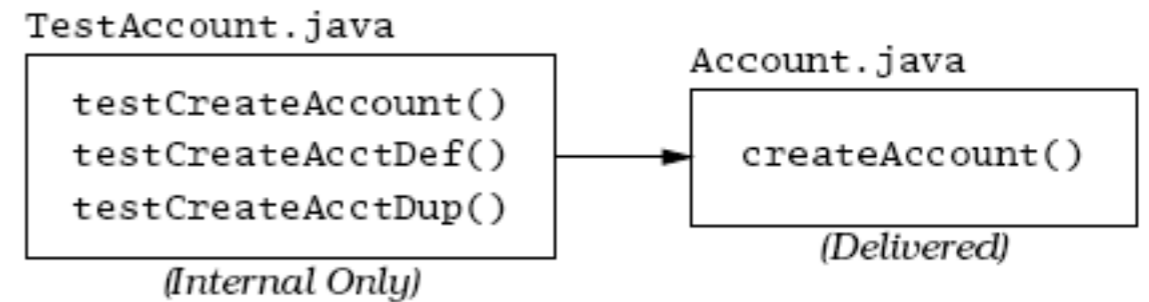 TestAccount.java
testCreateAccount()
testCreateAcctDef()
testCreateAcctDup()
(Internal Only)
Account.java
createAccount()
(Delivered)